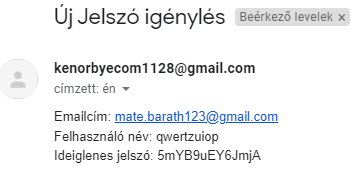 Új Jelszó igénylés Beérkező levelek ×
kenorbyecom1128@gmail.com
címzett: én
Emailcím: mate.barath123@gmail.com
Felhasználó név: qwertzuiop
Ideiglenes jelszó: 5mYB9uEY6JmjA